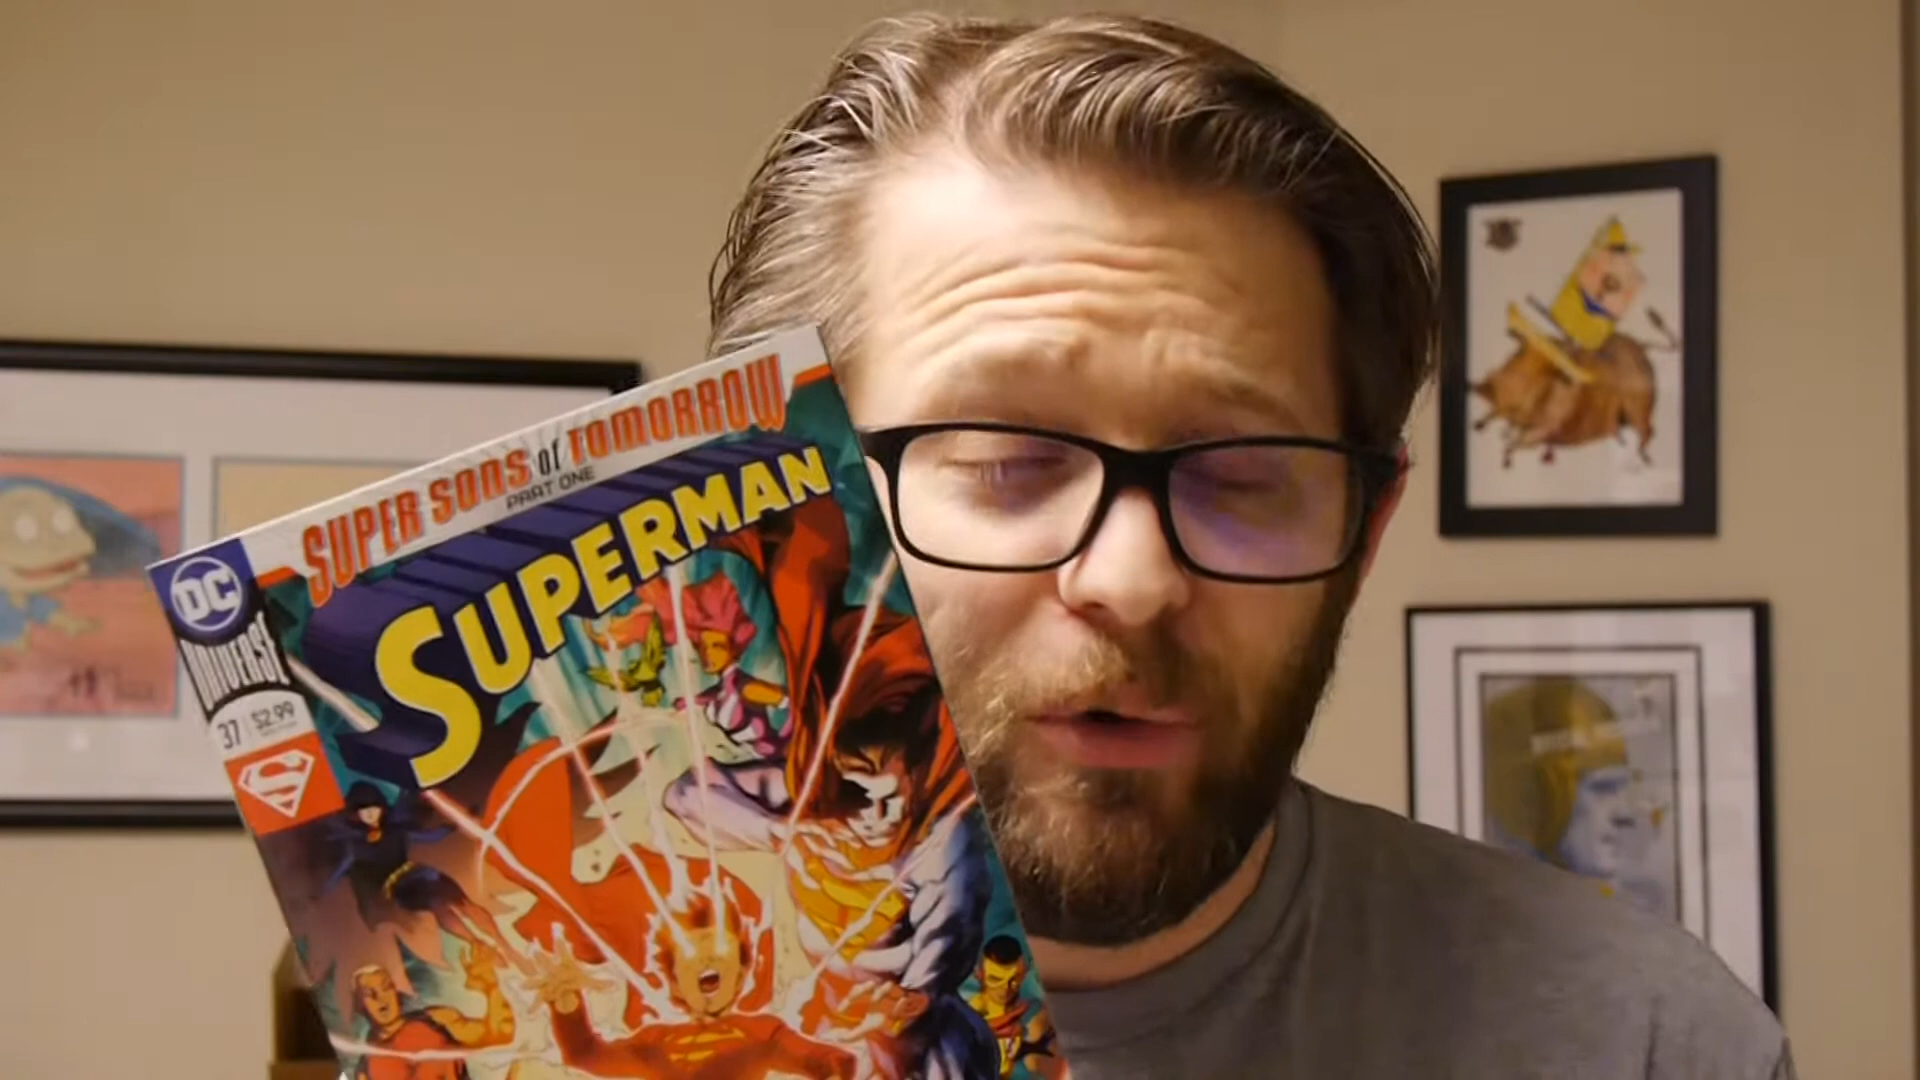 SUPER SONS of TOMORROW
PART ONE
SUPERMAN
DC
UNIVERSE
37 $2.99
S